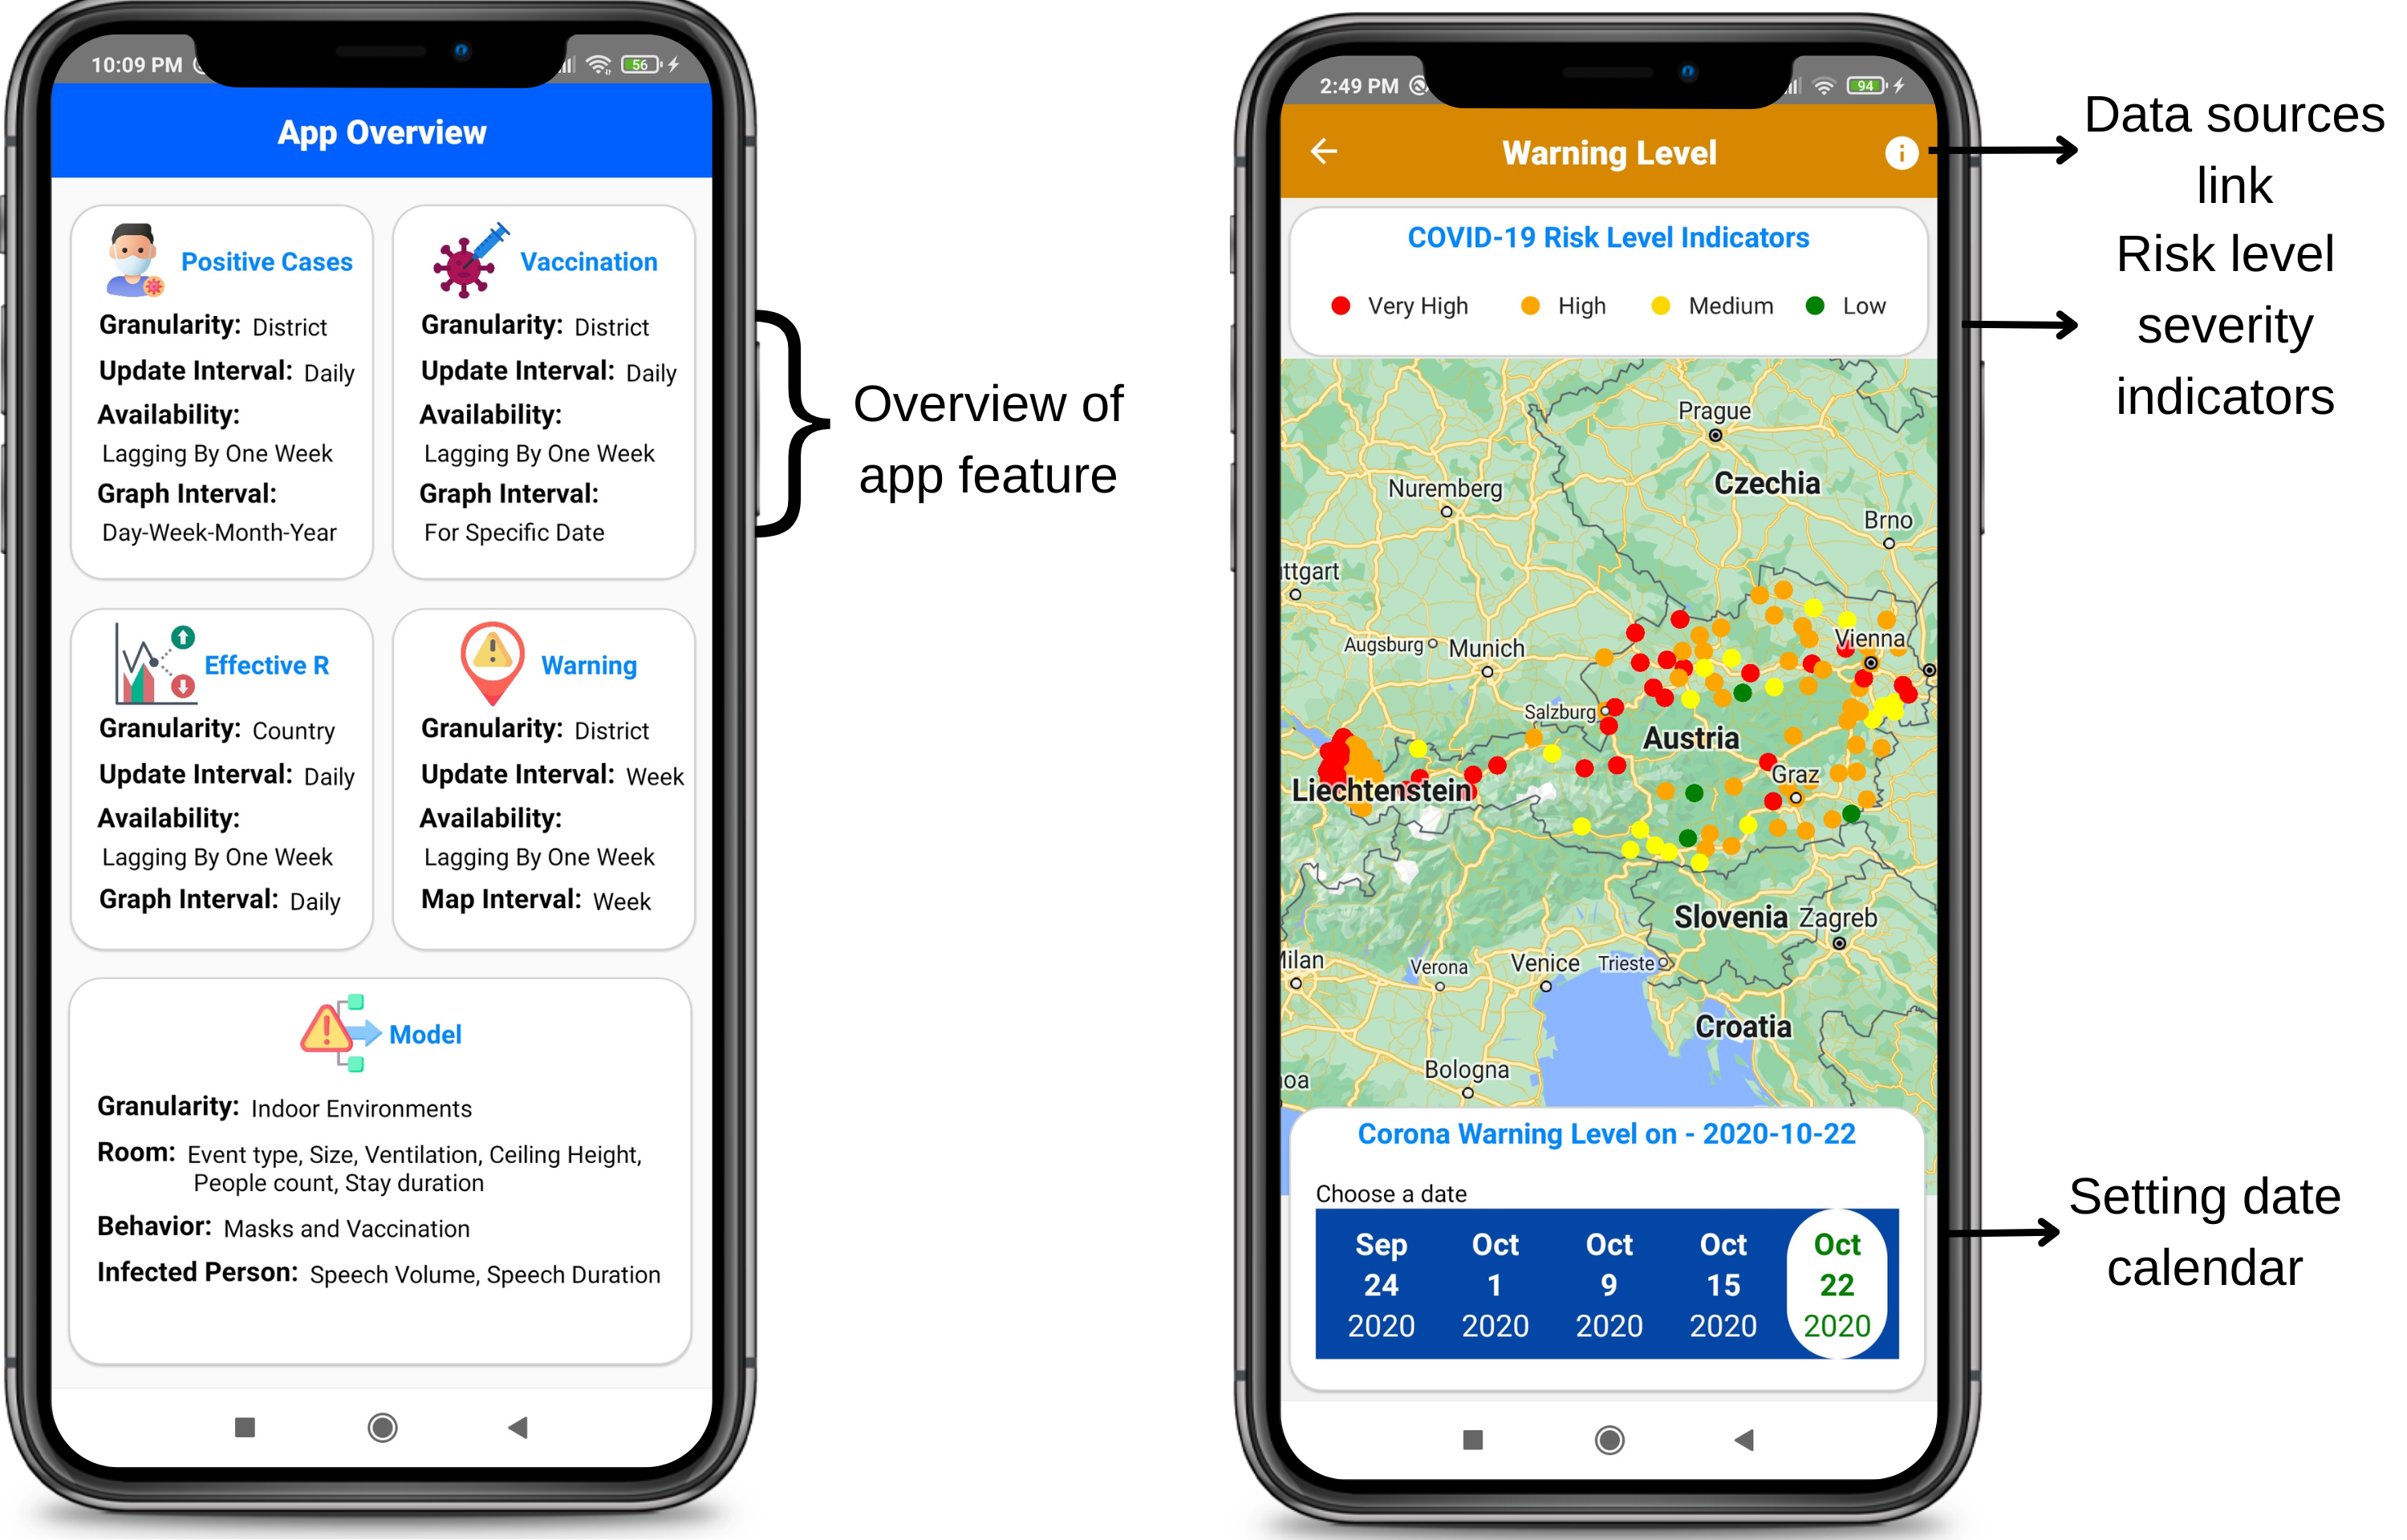 10:09 PM
56
App Overview
Positive Cases
Granularity: District
Update Interval: Daily
Availability:
Lagging By One Week
Graph Interval:
Day-Week-Month-Year
Vaccination
Granularity: District
Update Interval: Daily
Availability:
Lagging By One Week
Graph Interval:
For Specific Date
Effective R
Granularity: Country
Update Interval: Daily
Availability:
Lagging By One Week
Graph Interval: Daily
Warning
Granularity: District
Update Interval: Week
Availability:
Lagging By One Week
Map Interval: Week
Model
Granularity: Indoor Environments
Room: Event type, Size, Ventilation, Ceiling Height,
People count, Stay duration
Behavior: Masks and Vaccination
Infected Person: Speech Volume, Speech Duration
Overview of
app feature
2:49 PM
94
Warning Level
COVID-19 Risk Level Indicators
Very High
High
Medium
Low
Prague
Czechia
Nuremberg
Brno
ttgart
Augsburg
Munich
Vienna
Salzburg
Austria
Graz
Liechtenstein
Slovenia
Zagreb
Milan
Verona
Venice
Trieste
Croatia
Bologna
oa
Corona Warning Level on - 2020-10-22
Choose a date
Sep
24
2020
Oct
1
2020
Oct
9
2020
Oct
15
2020
Oct
22
2020
Data sources
link
Risk level
severity
indicators
Setting date
calendar